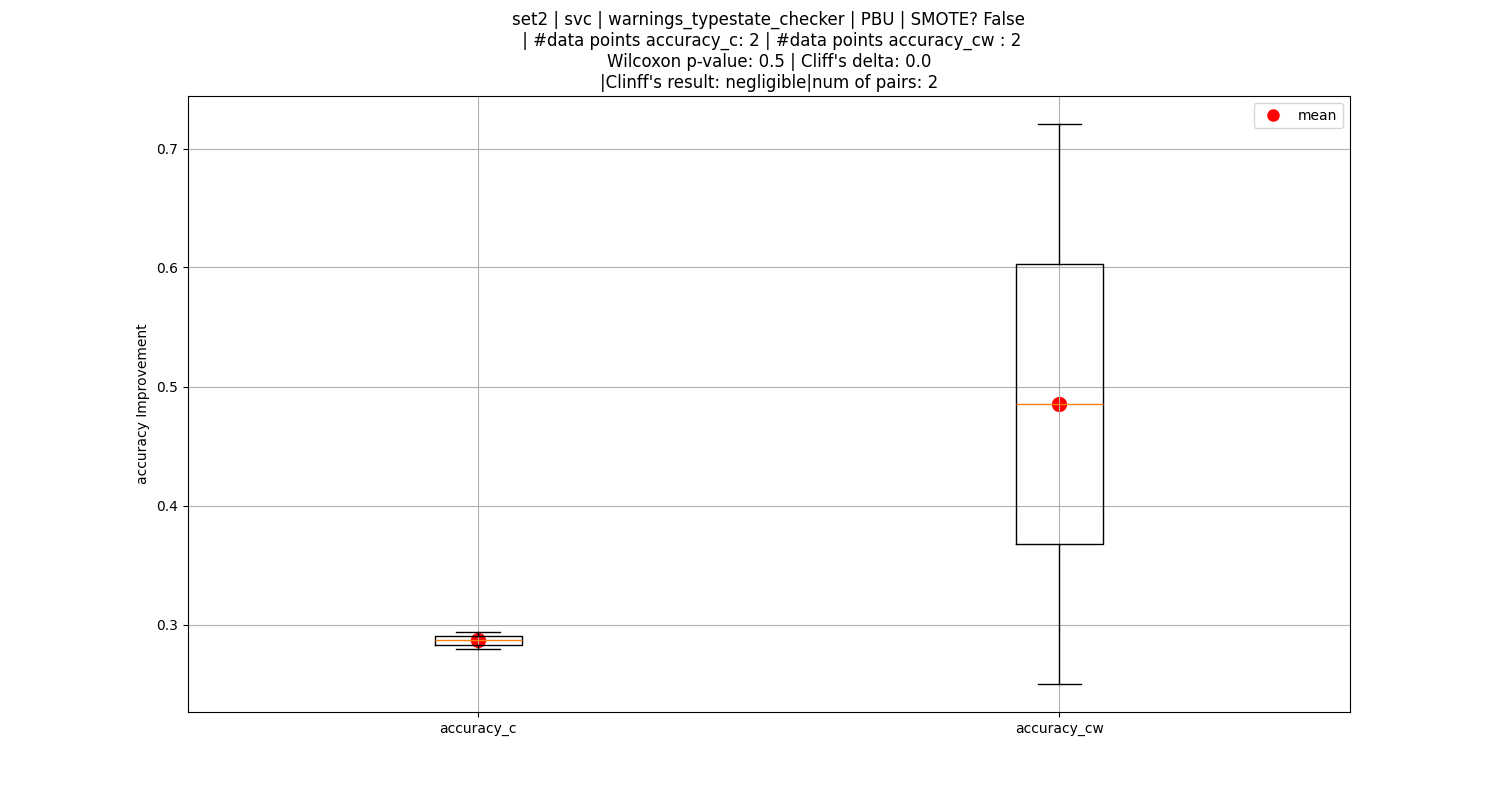 set2 | svc | warnings_typestate_checker | PBU | SMOTE? False
| #data points accuracy_c: 2 | #data points accuracy_cw : 2
Wilcoxon p-value: 0.5 | Cliff's delta: 0.0
|Clinff's result: negligible|num of pairs: 2
mean
0.7
0.6
0.5
0.4
0.3
accuracy Improvement
accuracy_c
accuracy_cw